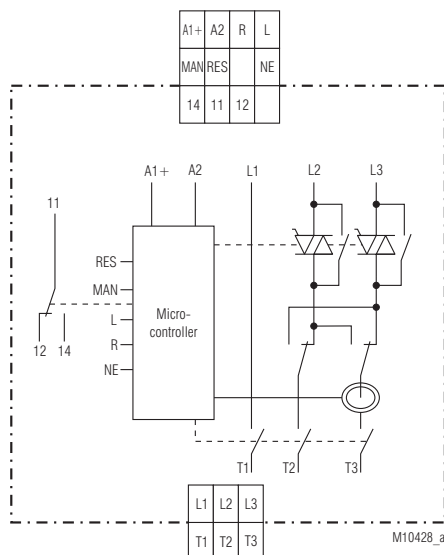 A1+ A2 R L
MAN RES NE
14 11 12
A1+ A2 L1 L2 L3
11
RES
MAN
L
R
NE
Micro-
controller
12 14
T1 T2 T3
L1 L2 L3
T1 T2 T3
M10428_a